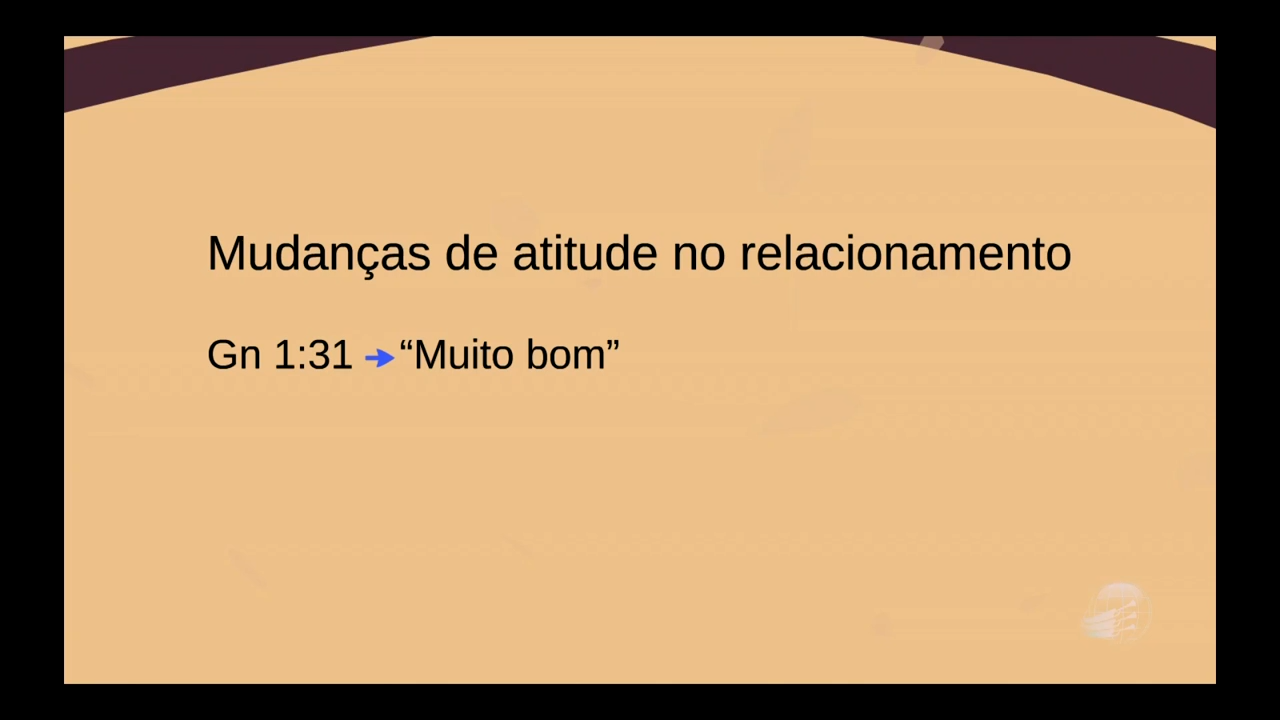 Mudanças de atitude no relacionamento
Gn 1:31 ➔ “Muito bom”